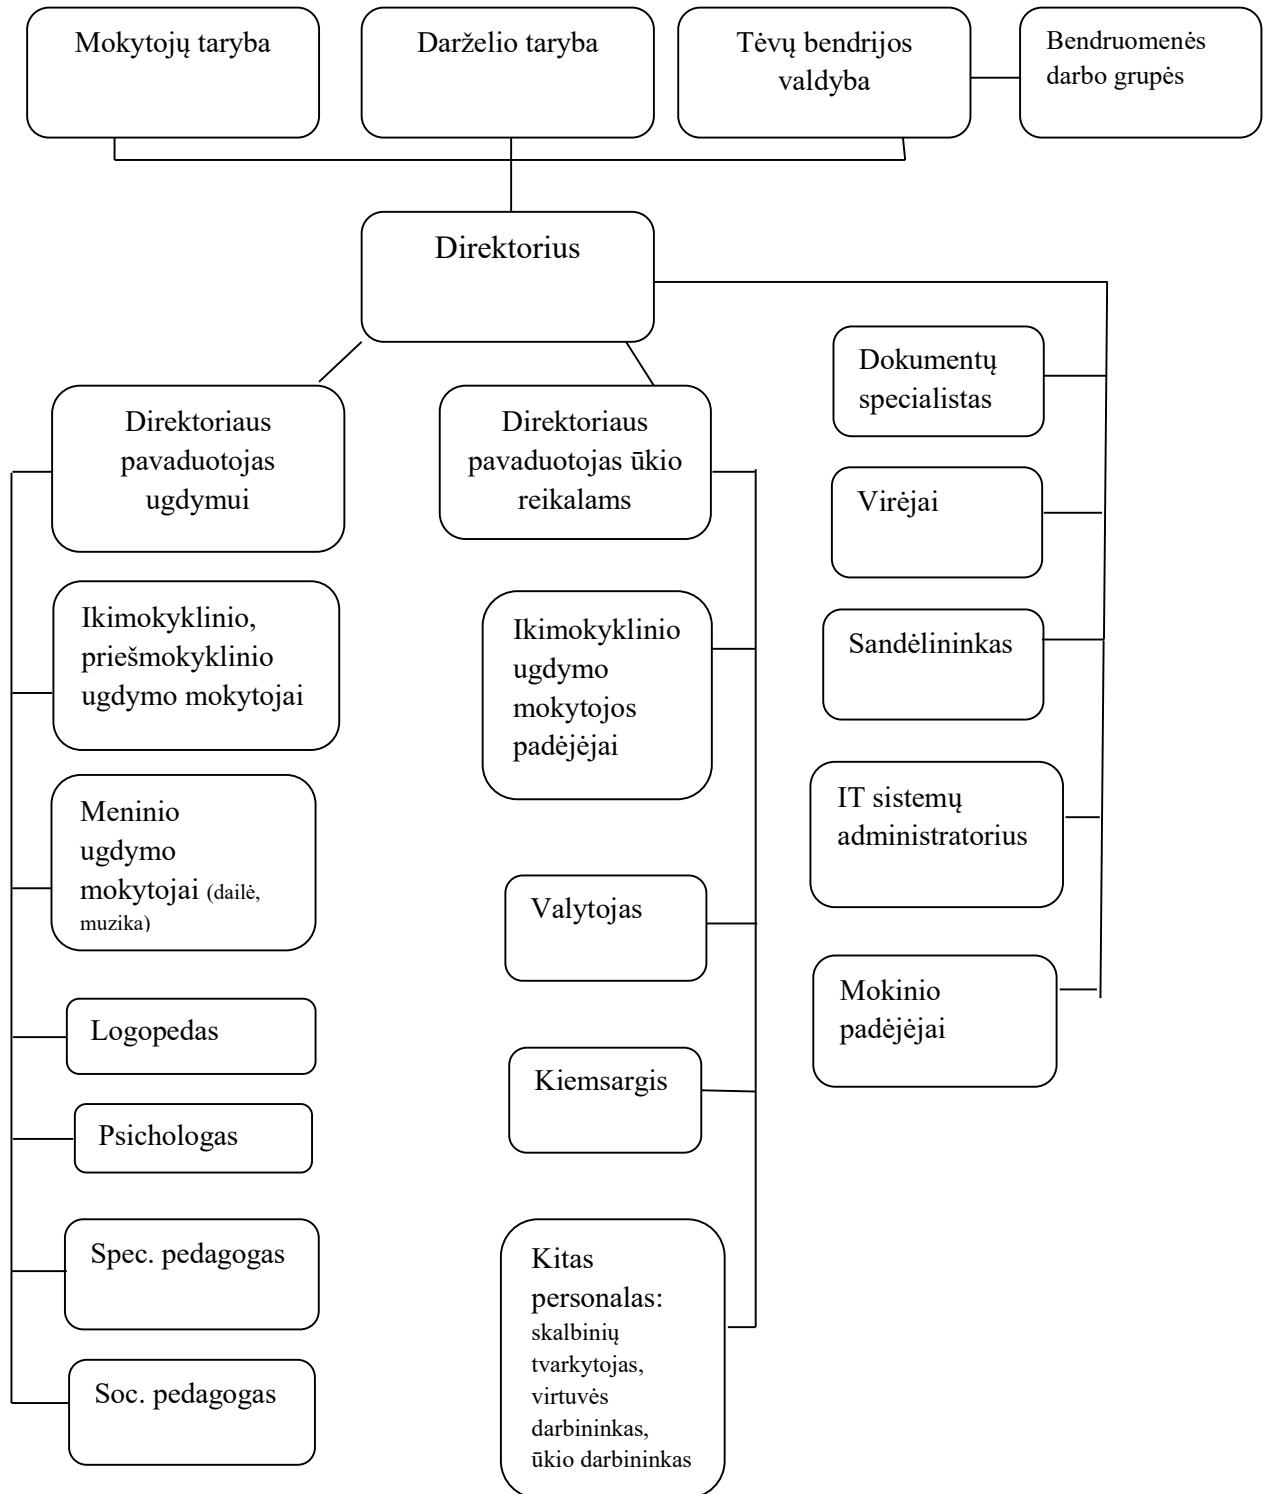 Mokytojų taryba
Darželio taryba
Tėvų bendrijos
valdyba
Bendruomenės
darbo grupės
Direktorius
Direktoriaus
pavaduotojas
ugdymui
Direktoriaus
pavaduotojas ūkio
reikalams
Dokumentų
specialistas
Virėjai
Sandėlininkas
IT sistemų
administratorius
Mokinio
padėjėjai
Ikimokyklinio,
priešmokyklinio
ugdymo mokytojai
Meninio
ugdymo
mokytojai (dailė,
muzika)
Logopedas
Psichologas
Spec. pedagogas
Soc. pedagogas
Ikimokyklinio
ugdymo
mokytojos
padėjėjai
Valytojas
Kiemsargis
Kitas
personalas:
skalbinių
tvarkytojas,
virtuvės
darbininkas,
ūkio darbininkas